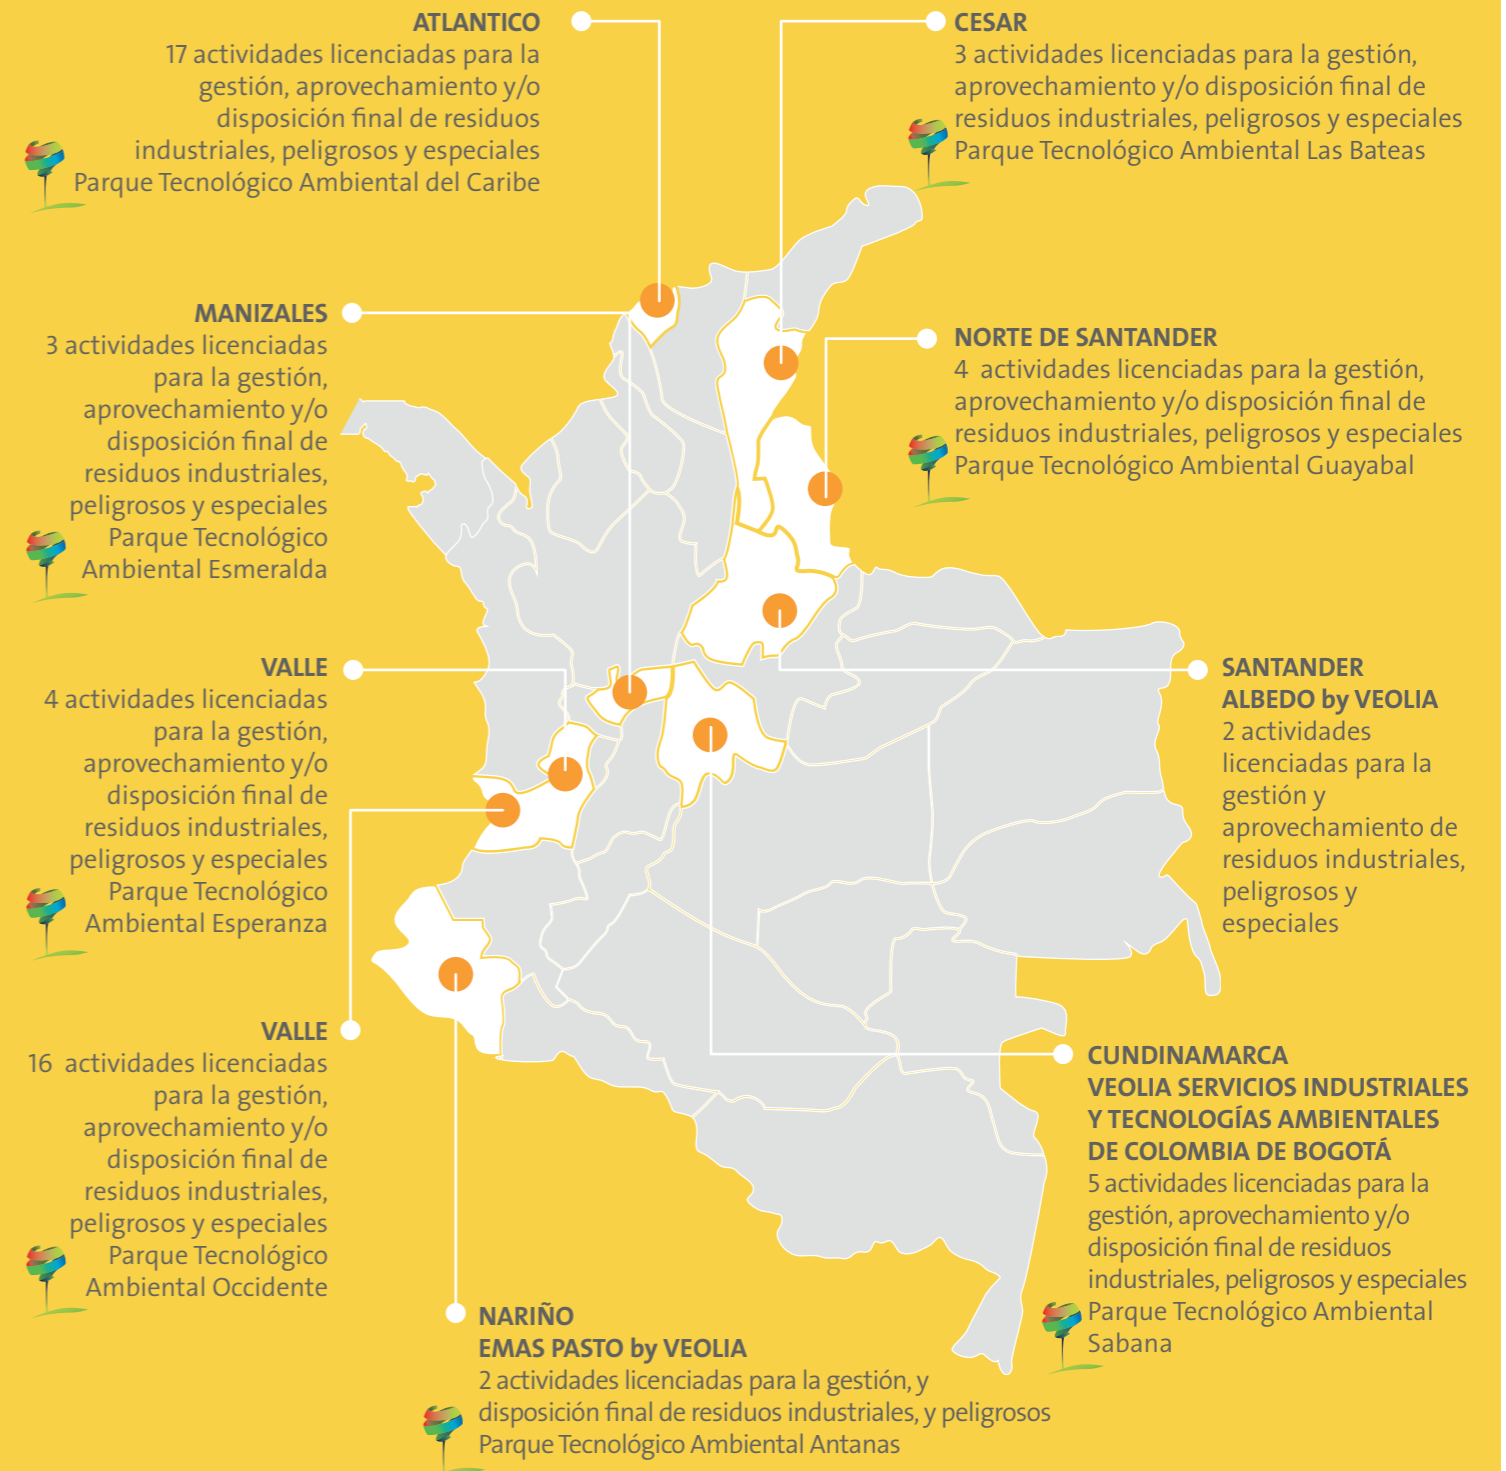 ATLANTICO
17 actividades licenciadas para la
gestión, aprovechamiento y/o
disposición final de residuos
industriales, peligrosos y especiales
Parque Tecnológico Ambiental del Caribe
CESAR
3 actividades licenciadas para la gestión,
aprovechamiento y/o disposición final de
residuos industriales, peligrosos y especiales
Parque Tecnológico Ambiental Las Bateas
MANIZALES
3 actividades licenciadas
para la gestión,
aprovechamiento y/o
disposición final de
residuos industriales,
peligrosos y especiales
Parque Tecnológico
Ambiental Esmeralda
NORTE DE SANTANDER
4 actividades licenciadas para la gestión,
aprovechamiento y/o disposición final de
residuos industriales, peligrosos y especiales
Parque Tecnológico Ambiental Guayabal
VALLE
4 actividades licenciadas
para la gestión,
aprovechamiento y/o
disposición final de
residuos industriales,
peligrosos y especiales
Parque Tecnológico
Ambiental Esperanza
SANTANDER
ALBEDO by VEOLIA
2 actividades
licenciadas para la
gestión y
aprovechamiento de
residuos industriales,
peligrosos y
especiales
VALLE
16 actividades licenciadas
para la gestión,
aprovechamiento y/o
disposición final de
residuos industriales,
peligrosos y especiales
Parque Tecnológico
Ambiental Occidente
CUNDINAMARCA
VEOLIA SERVICIOS INDUSTRIALES
Y TECNOLOGÍAS AMBIENTALES
DE COLOMBIA DE BOGOTÁ
5 actividades licenciadas para la
gestión, aprovechamiento y/o
disposición final de residuos
industriales, peligrosos y especiales
Parque Tecnológico Ambiental
Sabana
NARIÑO
EMAS PASTO by VEOLIA
2 actividades licenciadas para la gestión, y
disposición final de residuos industriales, y peligrosos
Parque Tecnológico Ambiental Antanas